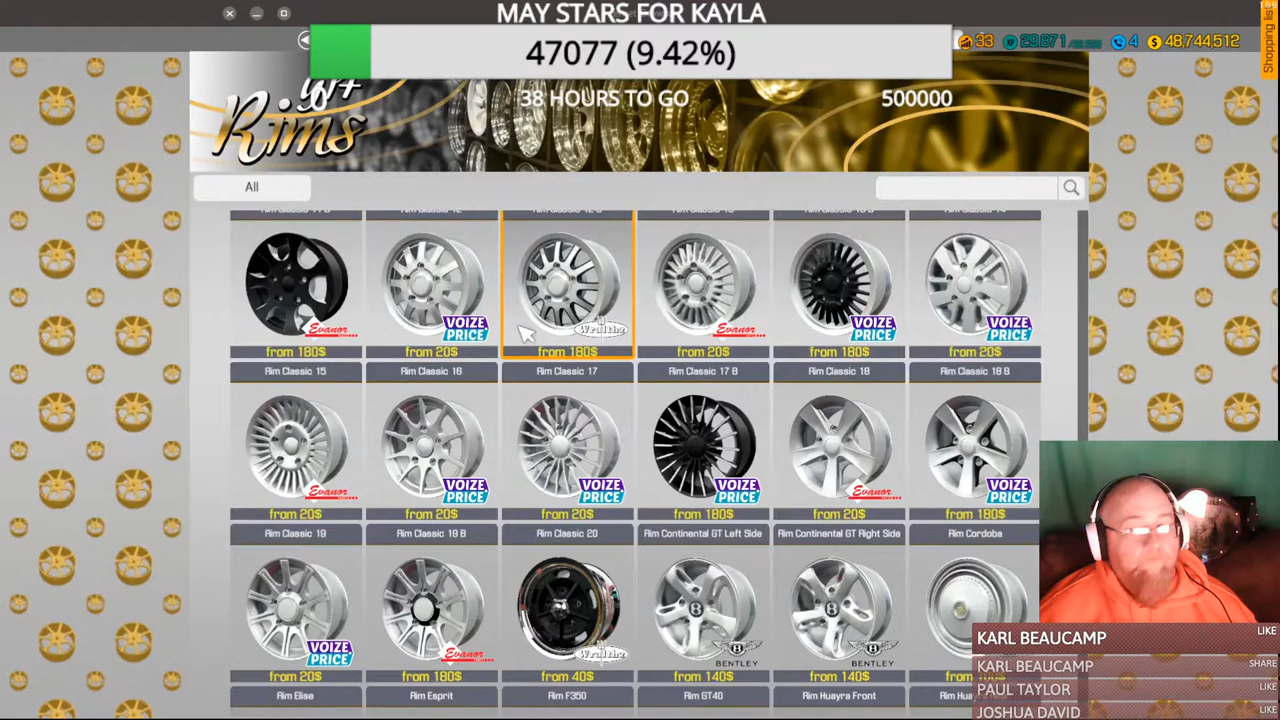 MAY STARS FOR KAYLA
47077 (9.42%)
38 HOURS TO GO 500000
33 4 48,744,512
Shopping list
Rims
All
from 180$ from 20$ from 180$ from 20$ from 180$ from 20$
Evanor VOIZE PRICE Wraithe Evanor VOIZE PRICE VOIZE PRICE
Rim Classic 15 Rim Classic 16 Rim Classic 17 Rim Classic 17 B Rim Classic 18 Rim Classic 18 B
Evanor VOIZE PRICE VOIZE PRICE VOIZE PRICE Evanor VOIZE PRICE
from 20$ from 20$ from 20$ from 180$ from 20$ from 180$
Rim Classic 19 Rim Classic 19 B Rim Classic 20 Rim Continental GT Left Side Rim Continental GT Right Side Rim Cordoba
VOIZE PRICE Evanor Wraithe BENTLEY BENTLEY
from 20$ from 180$ from 40$ from 140$ from 140$
Rim Elise Rim Esprit Rim F350 Rim GT40 Rim Huayra Front
KARL BEAUCAMP LIKE
KARL BEAUCAMP SHARE
PAUL TAYLOR LIKE
JOSHUA DAVID LIKE